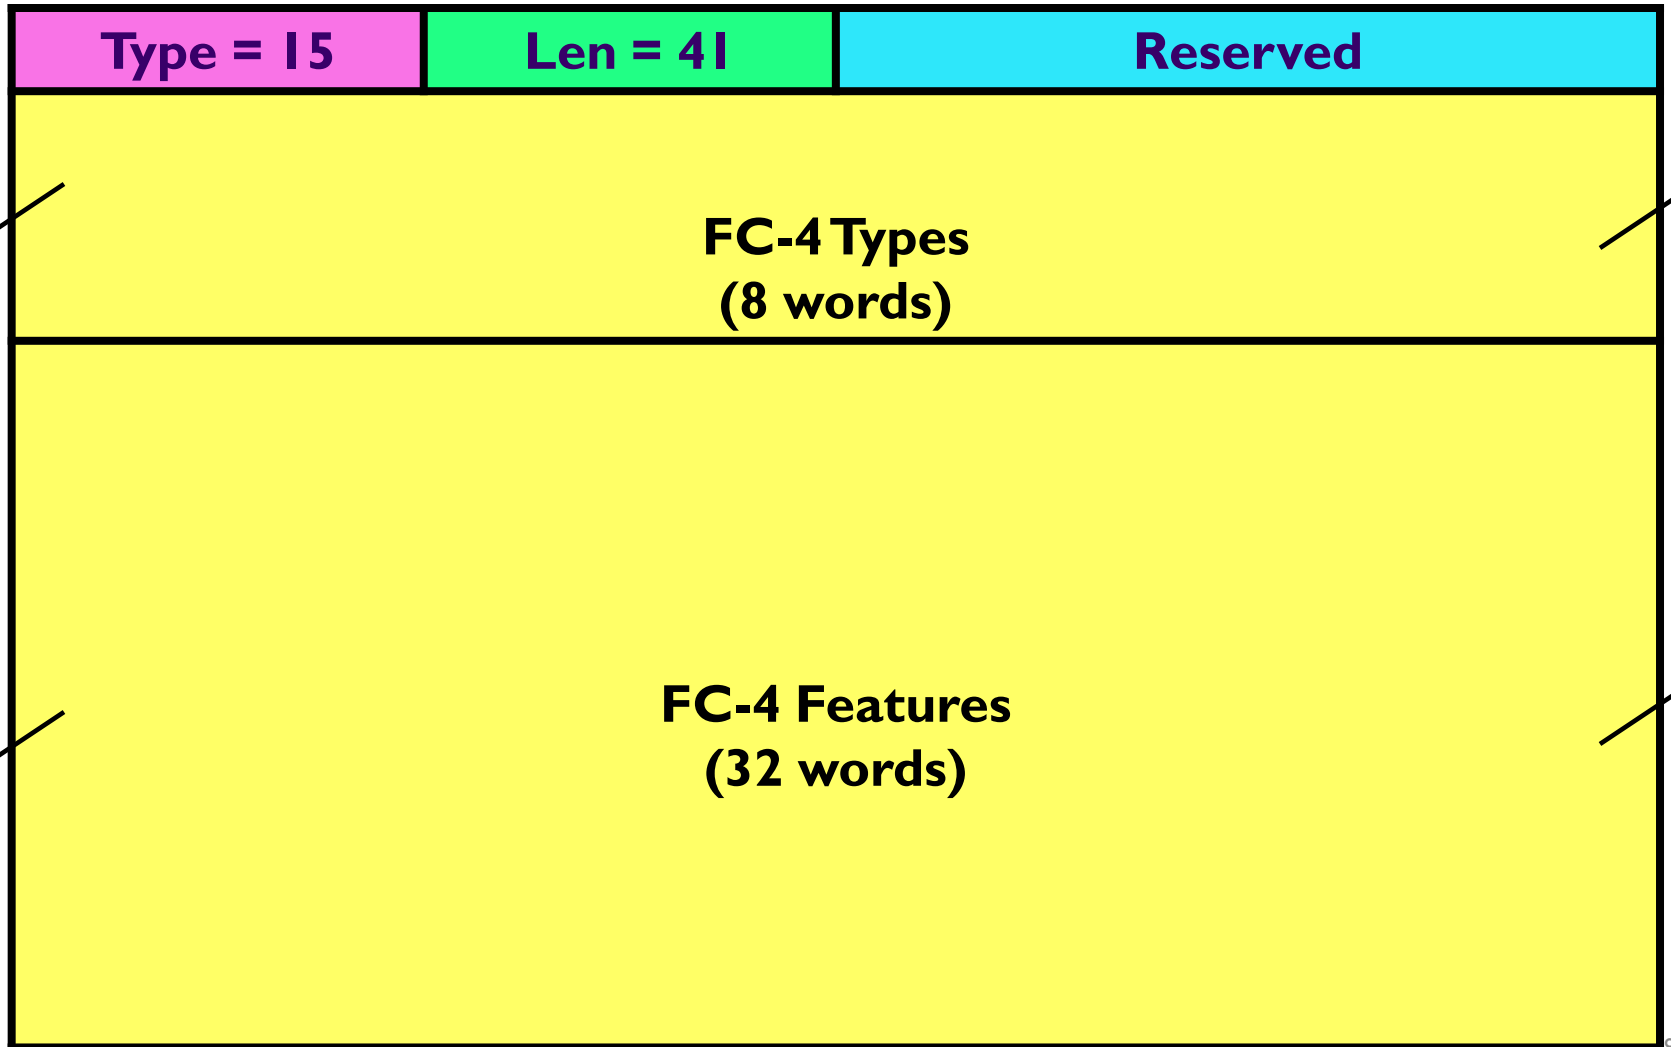 Type = 15
Len = 41
Reserved
FC-4 Types
(8 words)
FC-4 Features
(32 words)